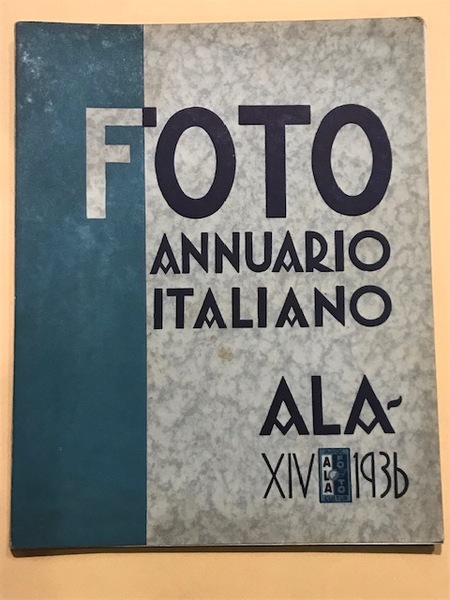 FOTO
ANNUARIO
ITALIANO
ALA-
XIV ALA FOTO 1936